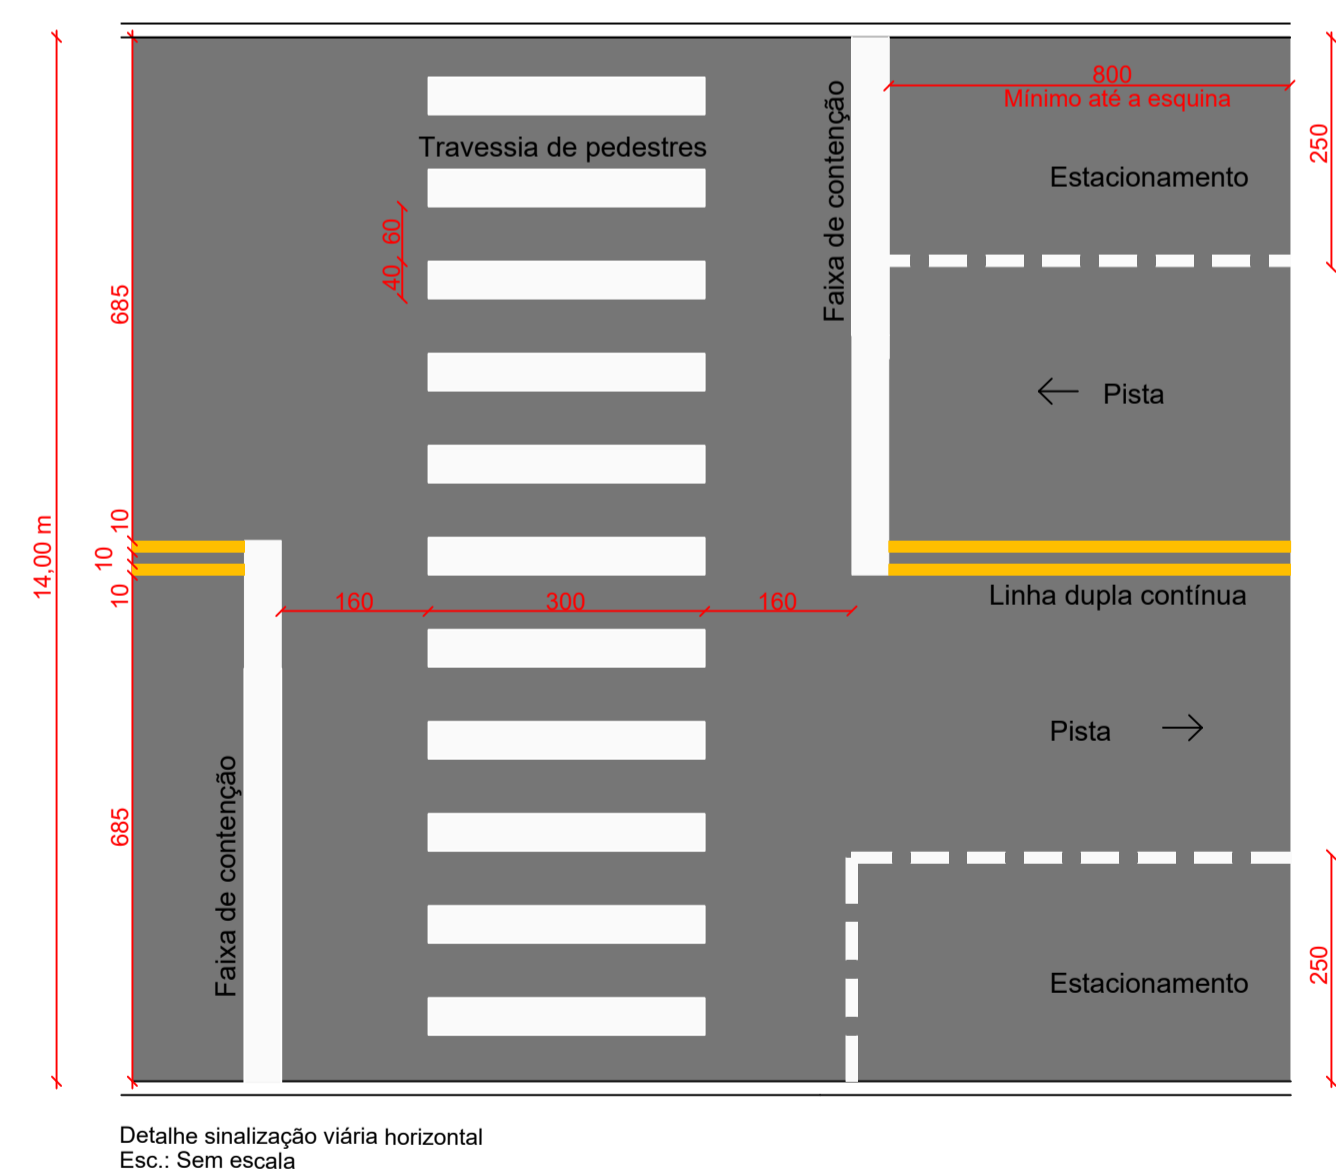 800
Mínimo até a esquina
250
Travessia de pedestres
Faixa de contenção
Estacionamento
60
40
685
Pista
14,00 m
10
10
10
160
300
160
Linha dupla contínua
Pista
685
Faixa de contenção
250
Estacionamento
Detalhe sinalização viária horizontal
Esc.: Sem escala